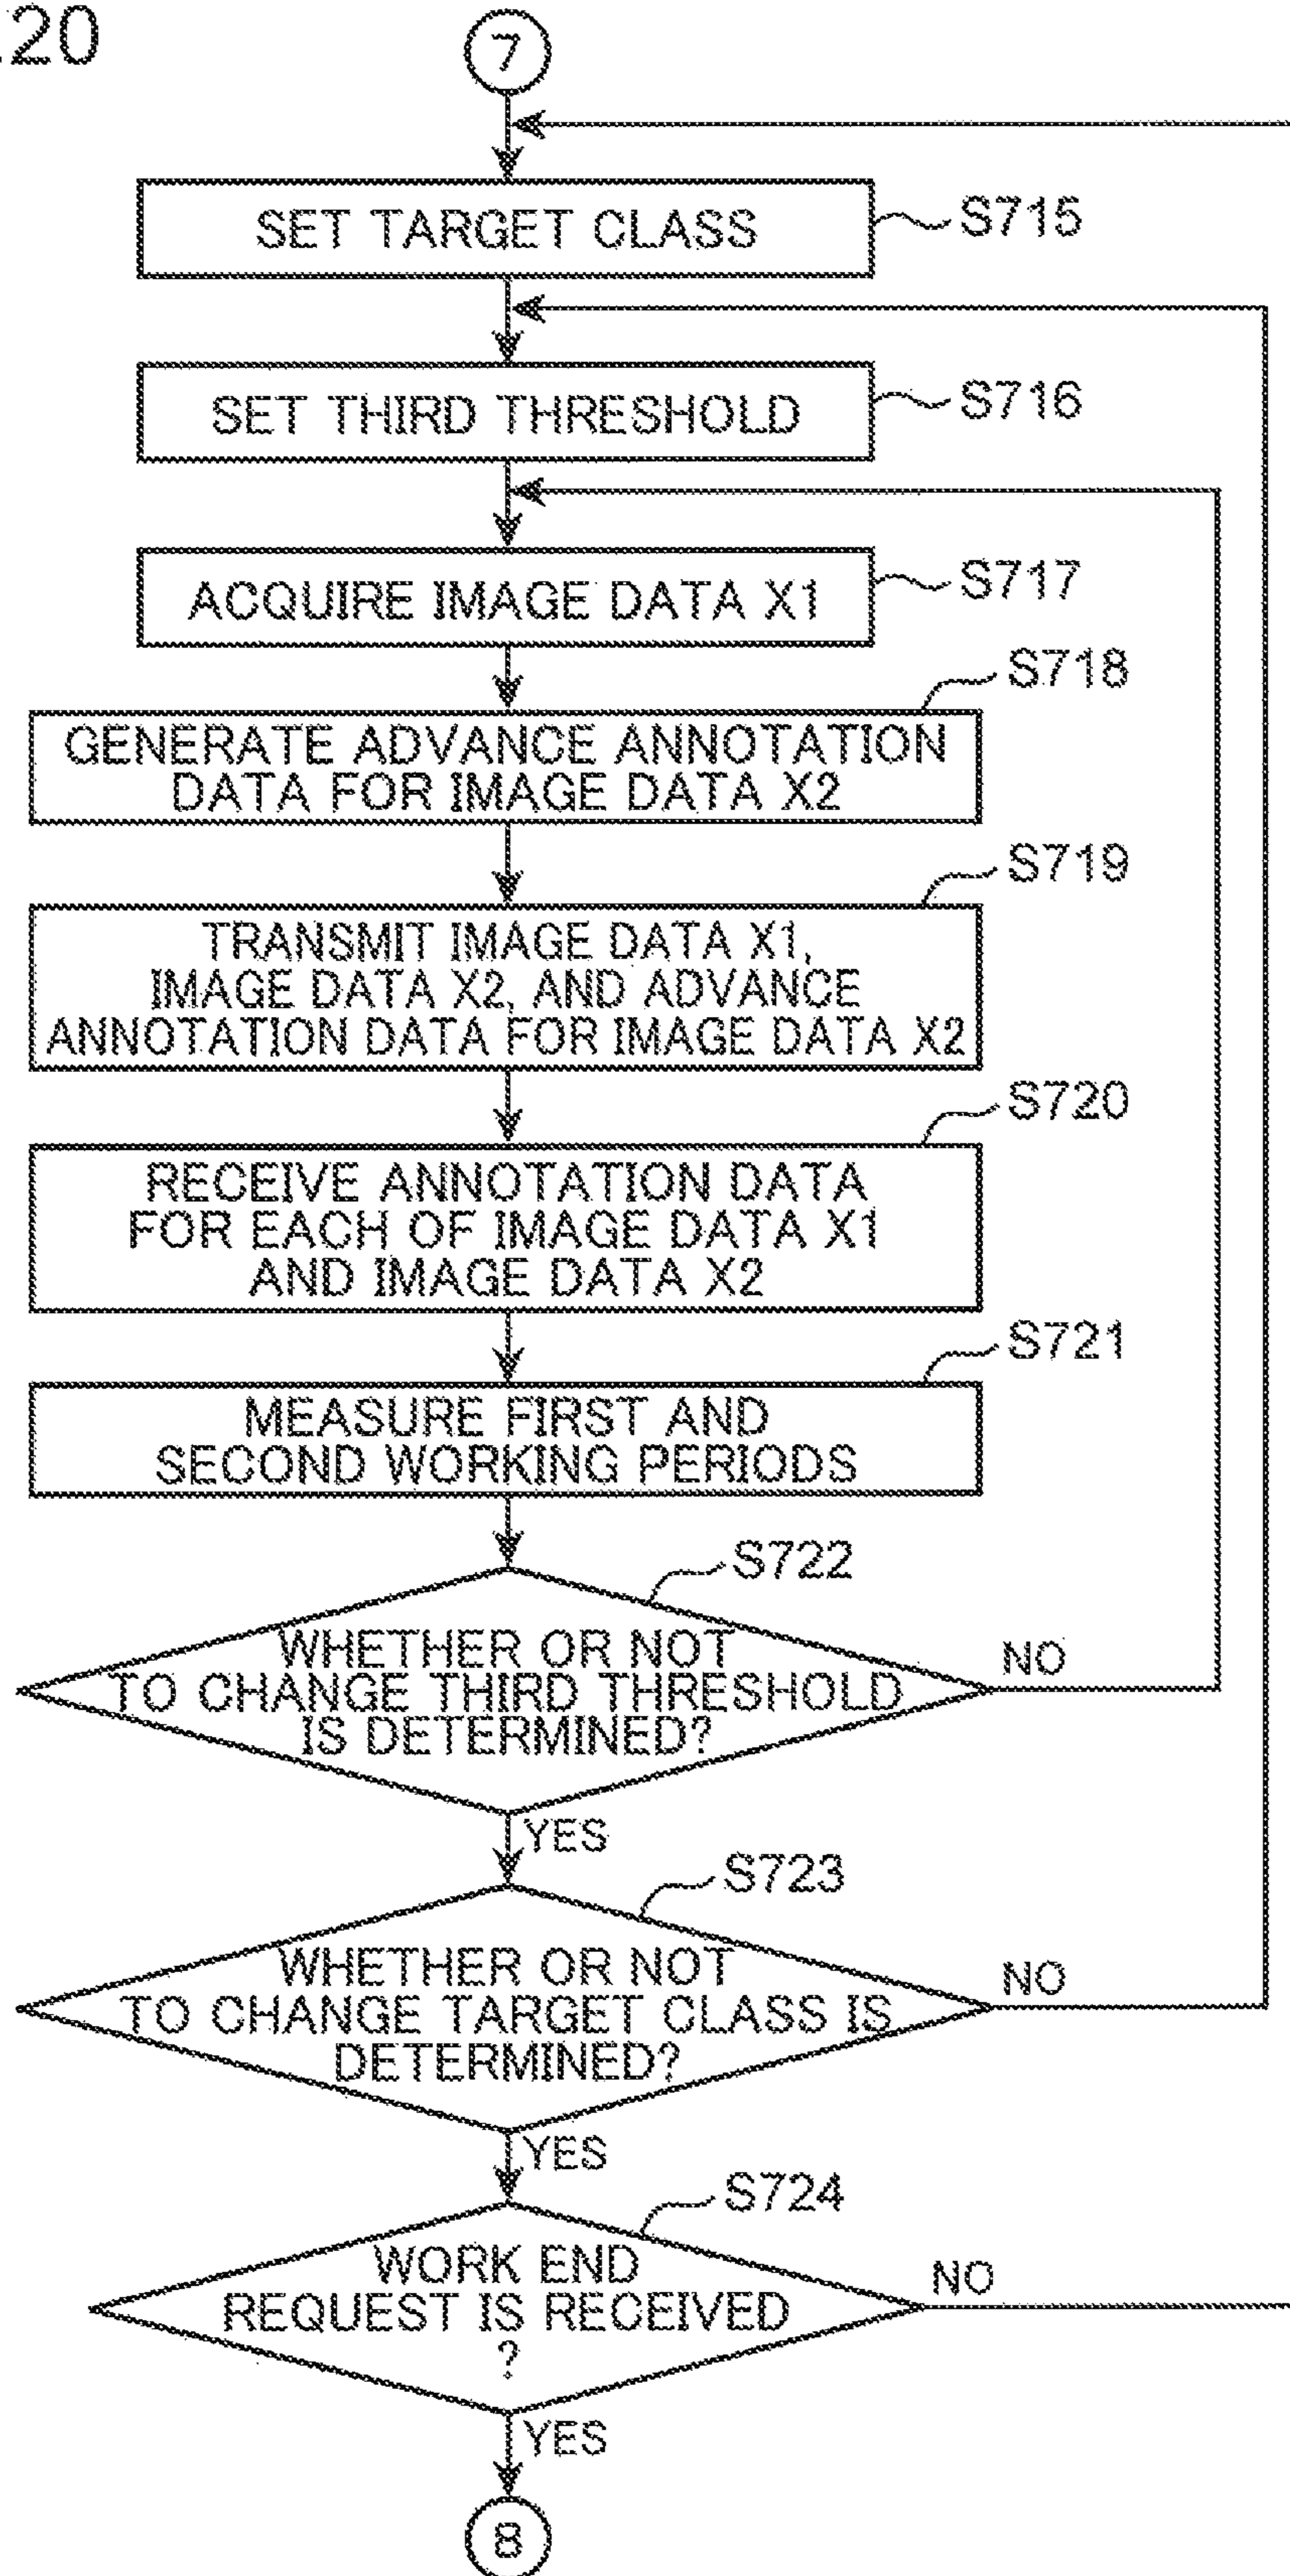 20
7
SET TARGET CLASS
S715
SET THIRD THRESHOLD
S716
ACQUIRE IMAGE DATA X1
S717
S718
GENERATE ADVANCE ANNOTATION
DATA FOR IMAGE DATA X2
S719
TRANSMIT IMAGE DATA X1,
IMAGE DATA X2, AND ADVANCE
ANNOTATION DATA FOR IMAGE DATA X2
S720
RECEIVE ANNOTATION DATA
FOR EACH OF IMAGE DATA X1
AND IMAGE DATA X2
S721
MEASURE FIRST AND
SECOND WORKING PERIODS
S722
WHETHER OR NOT
TO CHANGE THIRD THRESHOLD
IS DETERMINED?
NO
YES
S723
WHETHER OR NOT
TO CHANGE TARGET CLASS IS
DETERMINED?
NO
YES
S724
WORK END
REQUEST IS RECEIVED
?
NO
YES
8